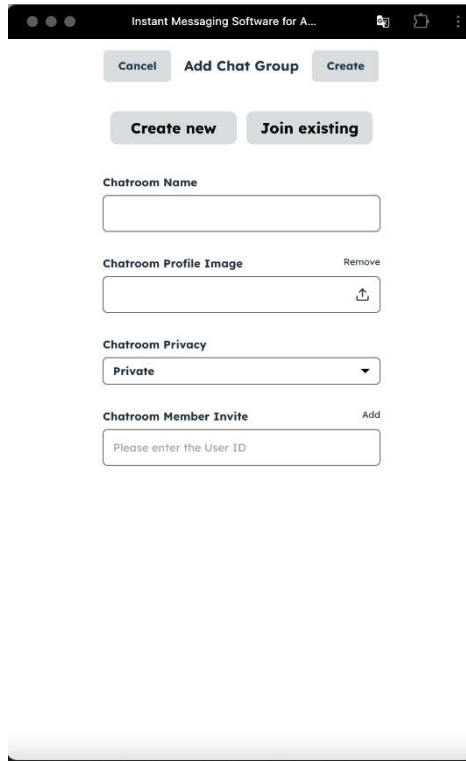 Instant Messaging Software for A...
Cancel Add Chat Group Create
Create new Join existing
Chatroom Name
Chatroom Profile Image Remove
Chatroom Privacy
Private
Chatroom Member Invite Add
Please enter the User ID